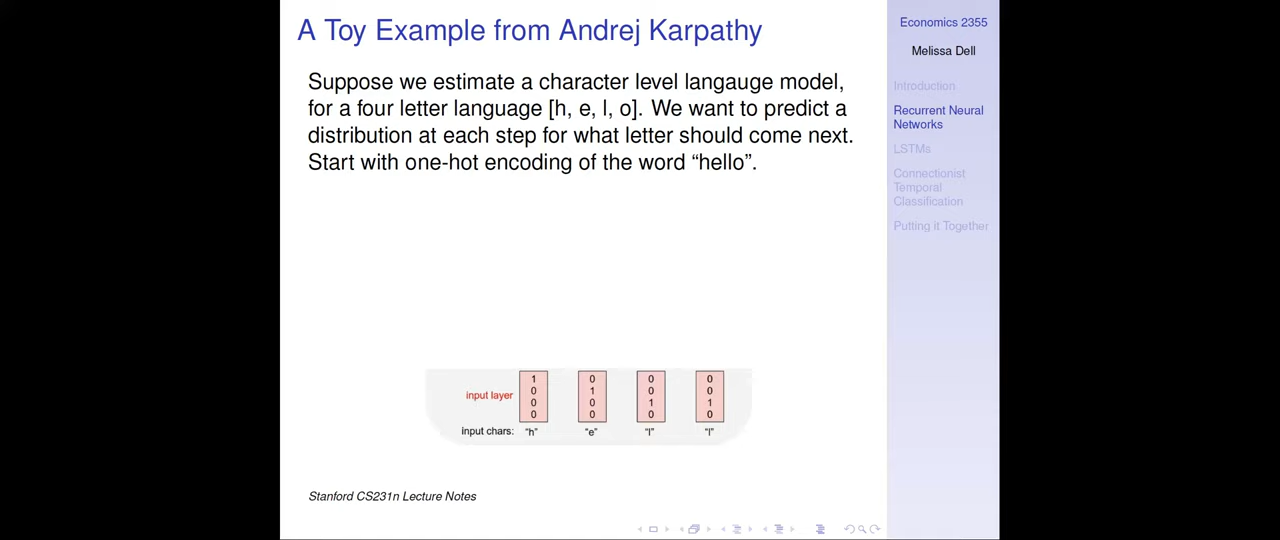 A Toy Example from Andrej Karpathy
Suppose we estimate a character level langauge model,
for a four letter language [h, e, l, o]. We want to predict a
distribution at each step for what letter should come next.
Start with one-hot encoding of the word “hello”.
input layer
1 0 0 0
0 1 0 0
0 0 1 1
0 0 0 0
input chars: “h” “e” “l” “l”
Stanford CS231n Lecture Notes
Economics 2355
Melissa Dell
Introduction
Recurrent Neural
Networks
LSTMs
Connectionist
Temporal
Classification
Putting it Together